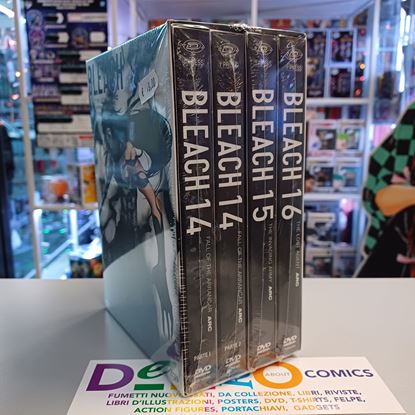 BLEACH 14
FALL OF THE ARRANCAR ARC
PARTE 1
DVD
BLEACH 14
FALL OF THE ARRANCAR ARC
PARTE 2
DVD
BLEACH 15
THE INVADING ARMY ARC
DVD
BLEACH 16
THE LOST AGENT ARC
DVD
ABOUT
COMICS
FUMETTI NUOVI, USATI, DA COLLEZIONE, LIBRI, RIVISTE,
LIBRI D'ILLUSTRAZIONI, POSTERS, DVD, T-SHIRTS, FELPE,
ACTION FIGURES, PORTACHIAVI, GADGETS